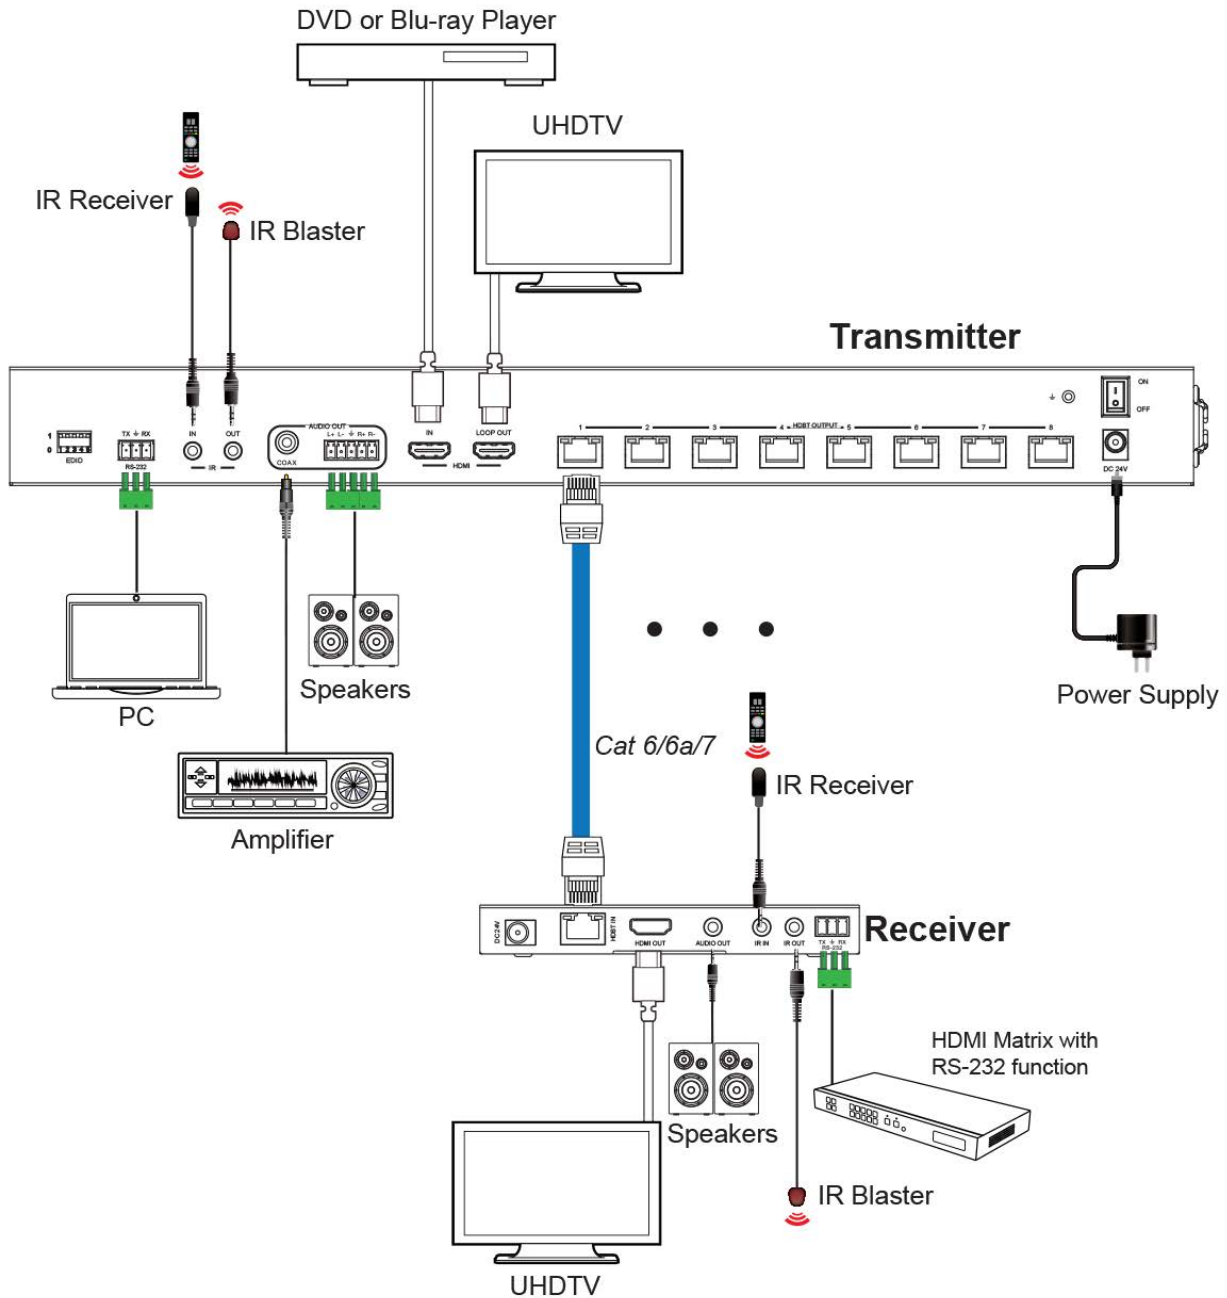 DVD or Blu-ray Player
UHDTV
IR Receiver
IR Blaster
Transmitter
ON
OFF
1
0
EDID
TX RX
RS-232
IN OUT
IR
AUDIO OUT
L+ L- R+ R-
COAX
IN
LOOP OUT
HDMI
1 2 3 4 HDBT OUTPUT 5 6 7 8
DC 24V
PC
Speakers
Amplifier
Power Supply
Cat 6/6a/7
IR Receiver
Receiver
DC24V
HDBT IN
HDMI OUT
AUDIO OUT
IR IN
IR OUT
TX RX
RS-232
HDMI Matrix with
RS-232 function
Speakers
IR Blaster
UHDTV